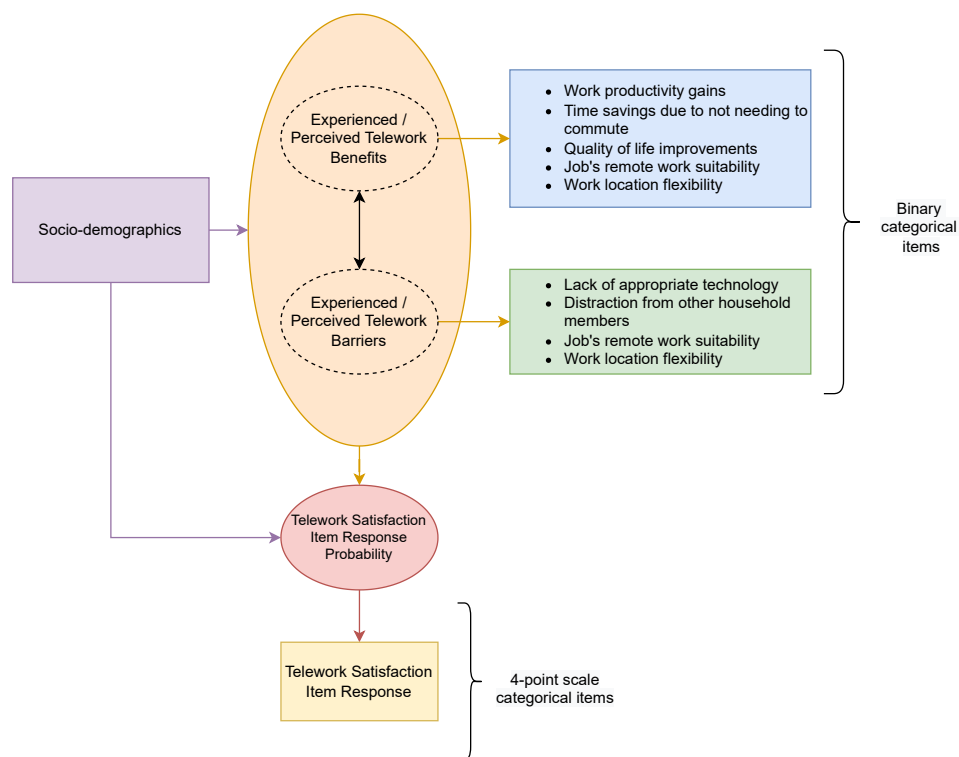 Experienced /
Perceived Telework
Benefits
• Work productivity gains
• Time savings due to not needing to
commute
• Quality of life improvements
• Job's remote work suitability
• Work location flexibility
Socio-demographics
Binary
categorical
items
Experienced /
Perceived Telework
Barriers
• Lack of appropriate technology
• Distraction from other household
members
• Job's remote work suitability
• Work location flexibility
Telework Satisfaction
Item Response
Probability
Telework Satisfaction
Item Response
4-point scale
categorical items